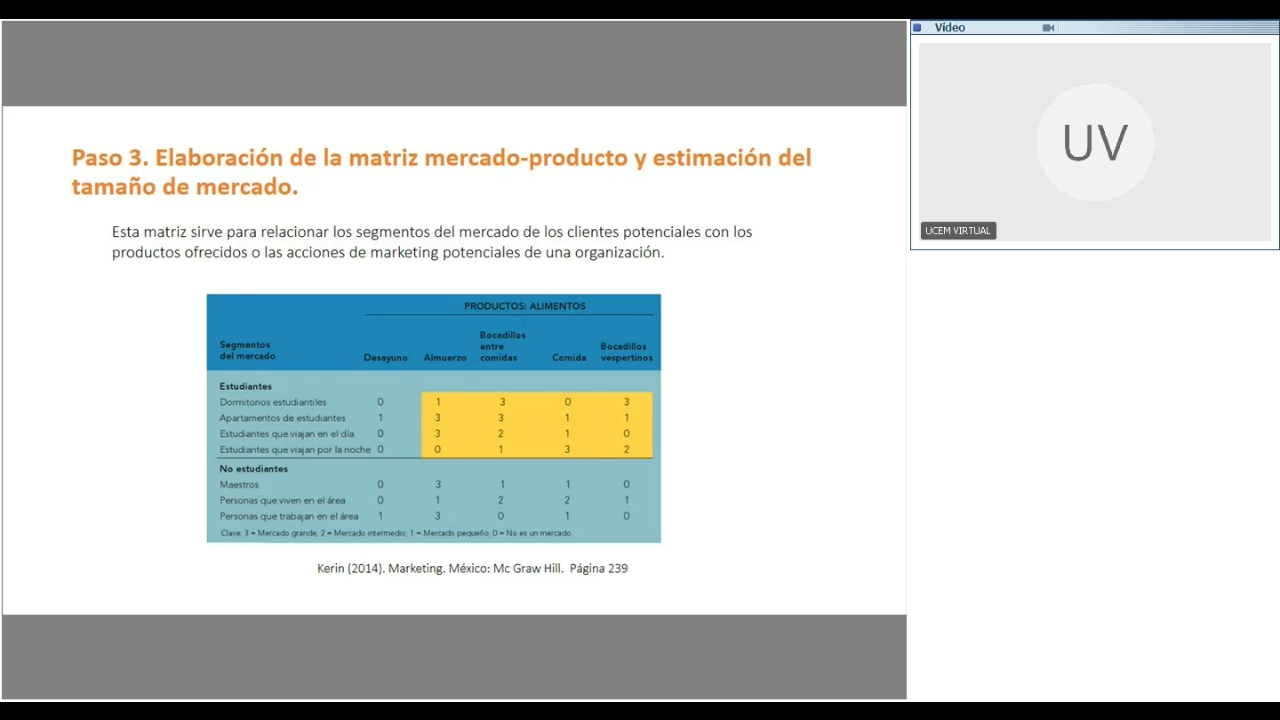 Vídeo
UV
UCEM VIRTUAL
Paso 3. Elaboración de la matriz mercado-producto y estimación del
tamaño de mercado.
Esta matriz sirve para relacionar los segmentos del mercado de los clientes potenciales con los
productos ofrecidos o las acciones de marketing potenciales de una organización.
PRODUCTOS: ALIMENTOS
Segmentos del mercado Desayuno Almuerzo Bocadillos entre comidas Comida Bocadillos vespertinos
Estudiantes
Dormitorios estudiantiles 0 1 3 0 3
Apartamentos de estudiantes 1 3 3 1 1
Estudiantes que viajan en el día 0 3 2 1 0
Estudiantes que viajan por la noche 0 0 1 3 2
No estudiantes
Maestros 0 3 1 1 0
Personas que viven en el área 0 1 2 2 1
Personas que trabajan en el área 1 3 0 1 0
Clave: 3 = Mercado grande; 2 = Mercado intermedio; 1 = Mercado pequeño; 0 = No es un mercado.
Kerin (2014). Marketing. México: Mc Graw Hill. Página 239